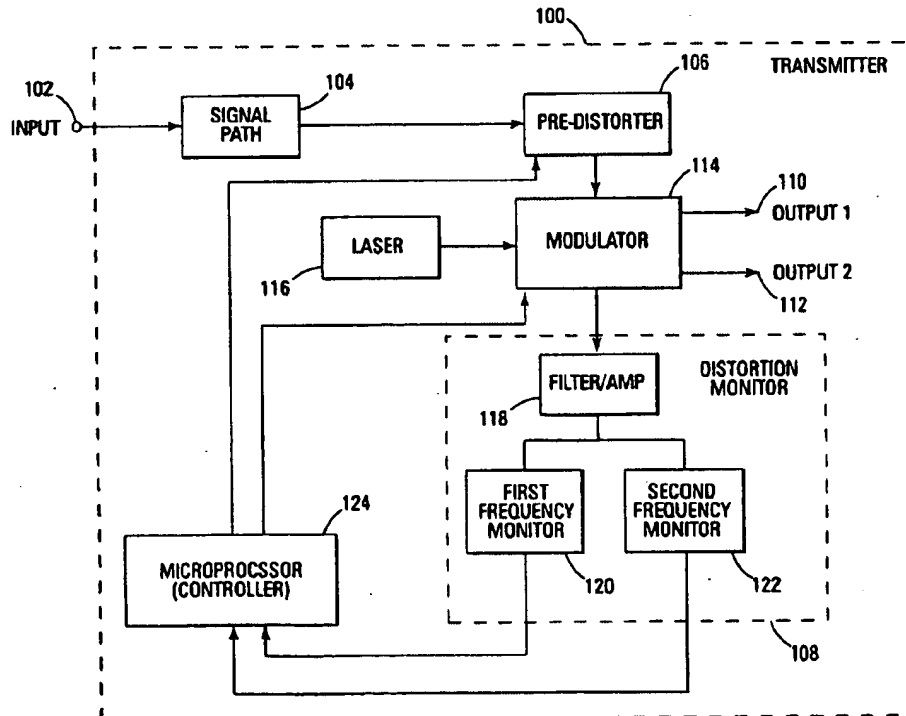 100
TRANSMITTER
102
INPUT
104
SIGNAL
PATH
106
PRE-DISTORTER
114
110
OUTPUT 1
LASER
MODULATOR
116
OUTPUT 2
112
FILTER/AMP
118
DISTORTION
MONITOR
FIRST
FREQUENCY
MONITOR
SECOND
FREQUENCY
MONITOR
124
MICROPROCSSOR
(CONTROLLER)
120
122
108